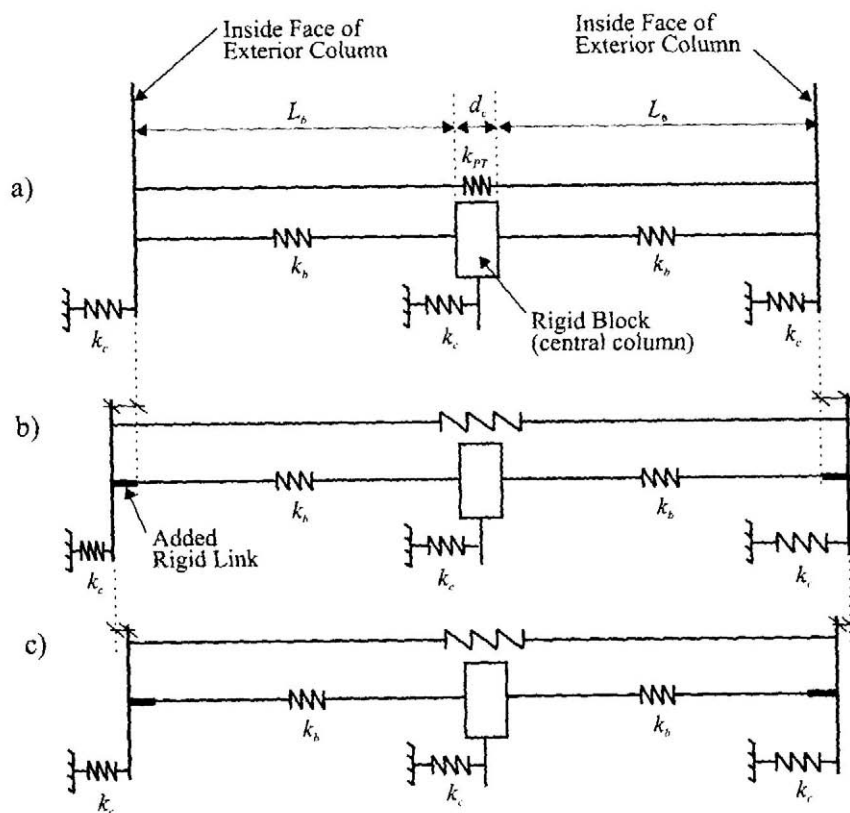 Inside Face of
Exterior Column
Inside Face of
Exterior Column
L_b
d_c
L_b
k_PT
a)
k_b
k_b
k_c
k_c
k_c
Rigid Block
(central column)
b)
k_b
k_b
Added
Rigid Link
k_c
k_c
k_c
c)
k_b
k_b
k_c
k_c
k_c